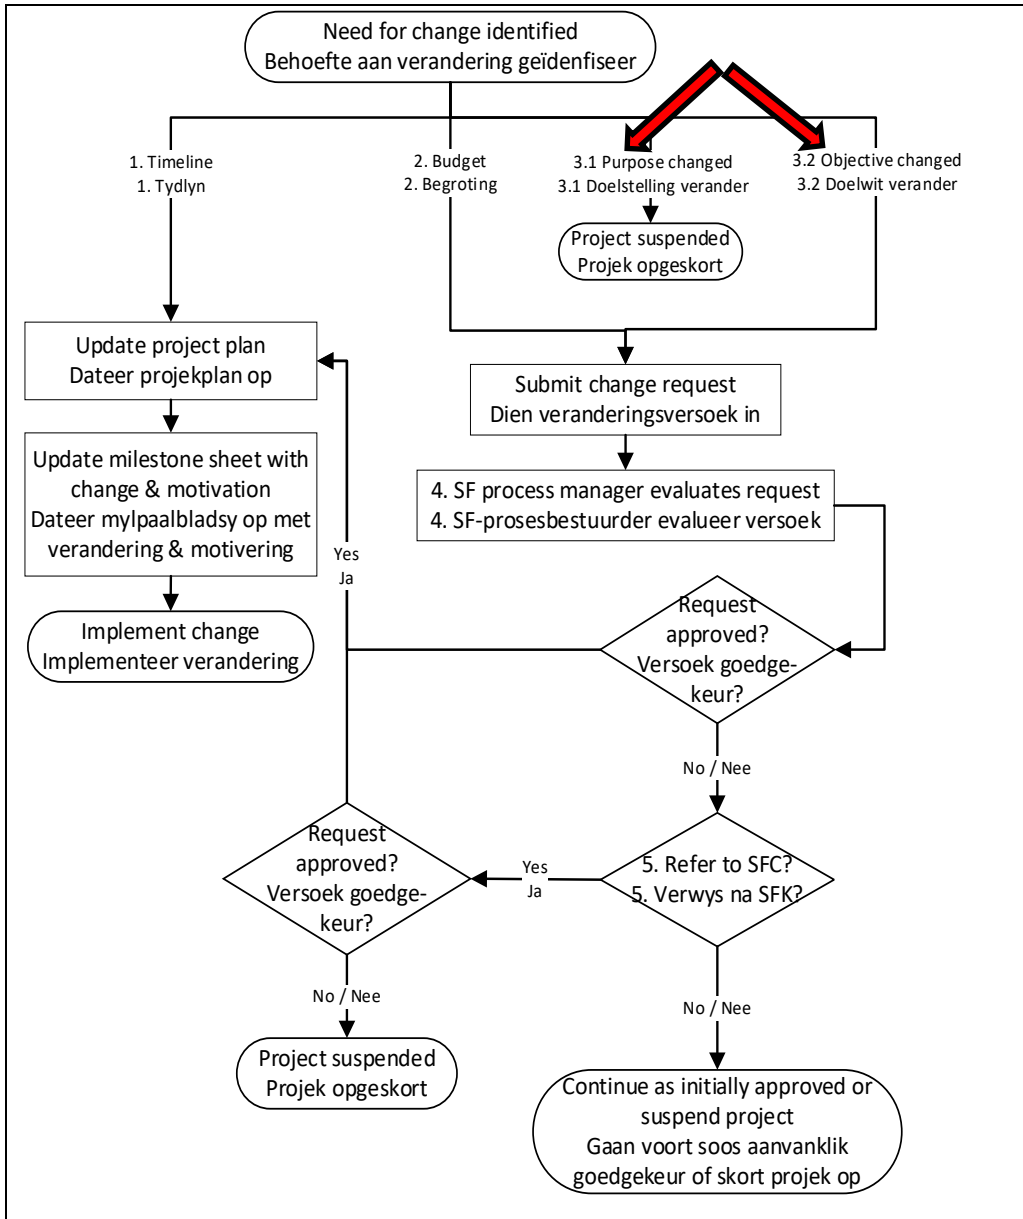 Need for change identified
Behoefte aan verandering geïdenfiseer
1. Timeline
1. Tydlyn
2. Budget
2. Begroting
3.1 Purpose changed
3.1 Doelstelling verander
3.2 Objective changed
3.2 Doelwit verander
Project suspended
Projek opgeskort
Update project plan
Dateer projekplan op
Submit change request
Dien veranderingsversoek in
Update milestone sheet with
change & motivation
Dateer mylpaalbladsy op met
verandering & motivering
4. SF process manager evaluates request
4. SF-prosesbestuurder evalueer versoek
Yes
Ja
Implement change
Implementeer verandering
Request
approved?
Versoek goedge-
keur?
No / Nee
Request
approved?
Versoek goedge-
keur?
Yes
Ja
5. Refer to SFC?
5. Verwys na SFK?
No / Nee
No / Nee
Project suspended
Projek opgeskort
Continue as initially approved or
suspend project
Gaan voort soos aanvanklik
goedgekeur of skort projek op